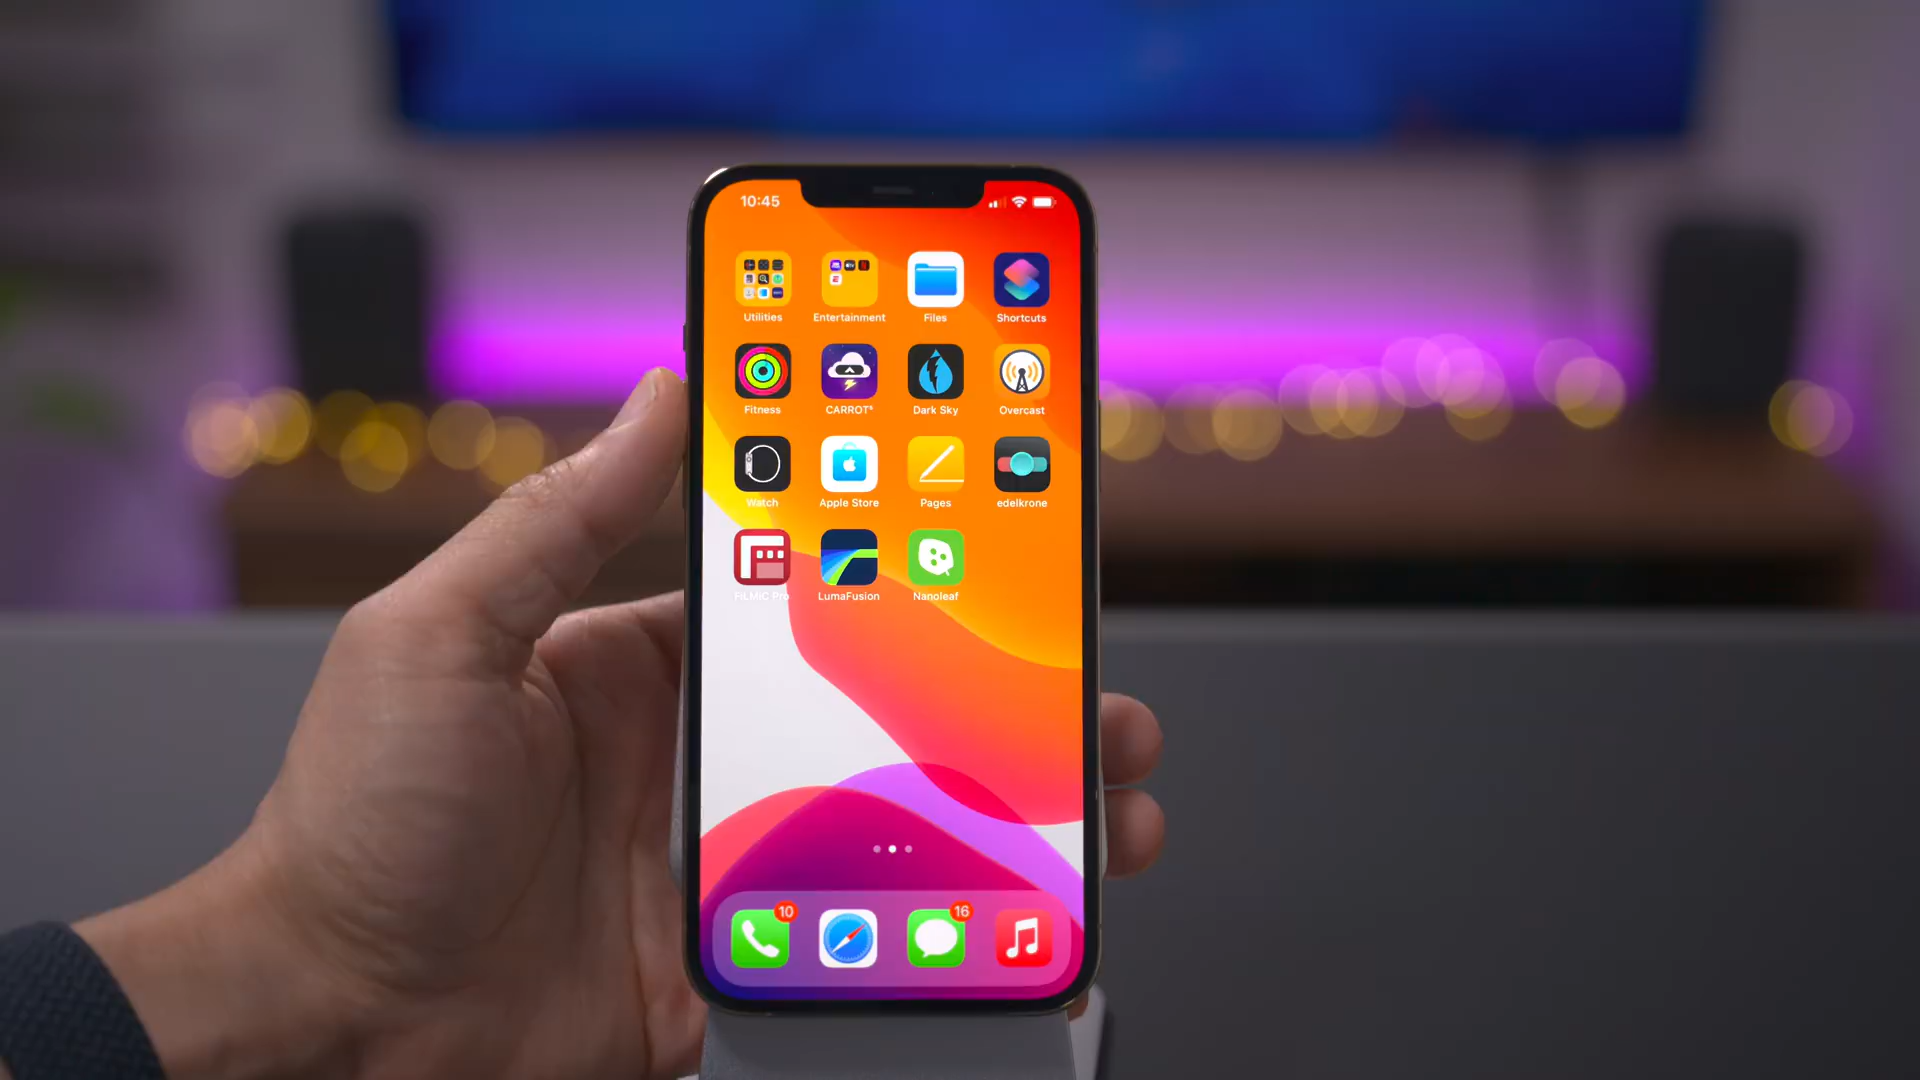 10:45
Utilities Entertainment Files Shortcuts
Fitness CARROT⁵ Dark Sky Overcast
Watch Apple Store Pages edelkrone
FiLMiC Pro LumaFusion Nanoleaf
10 16